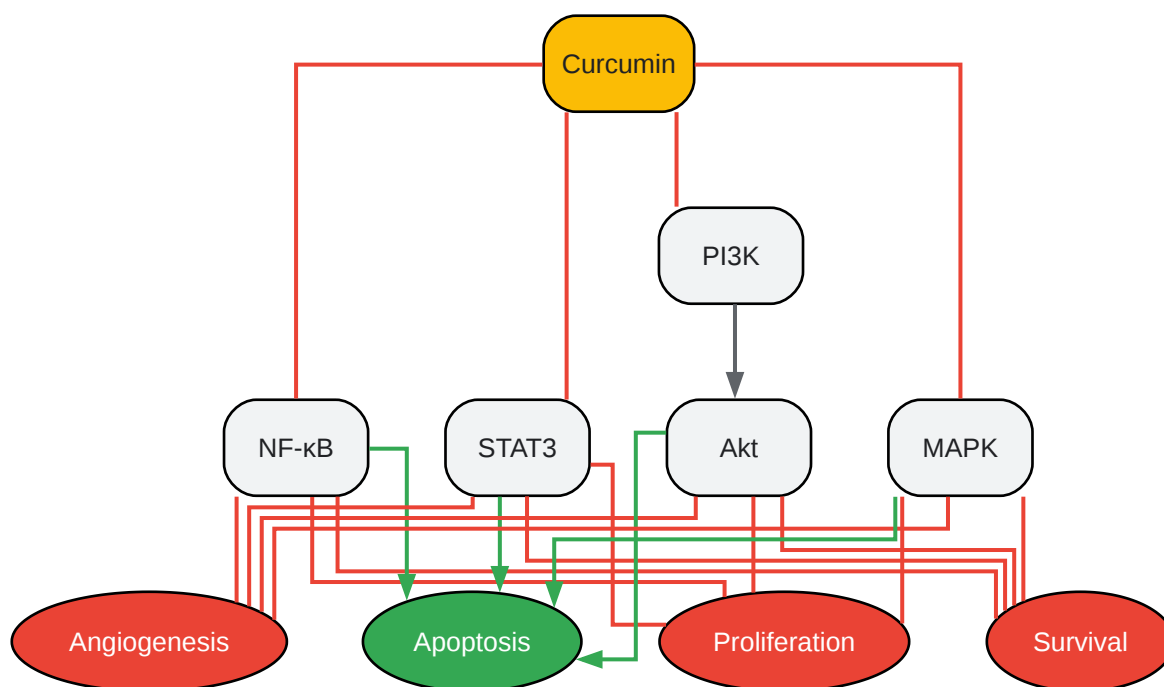 Curcumin
PI3K
NF-κB
STAT3
Akt
MAPK
Angiogenesis
Apoptosis
Proliferation
Survival